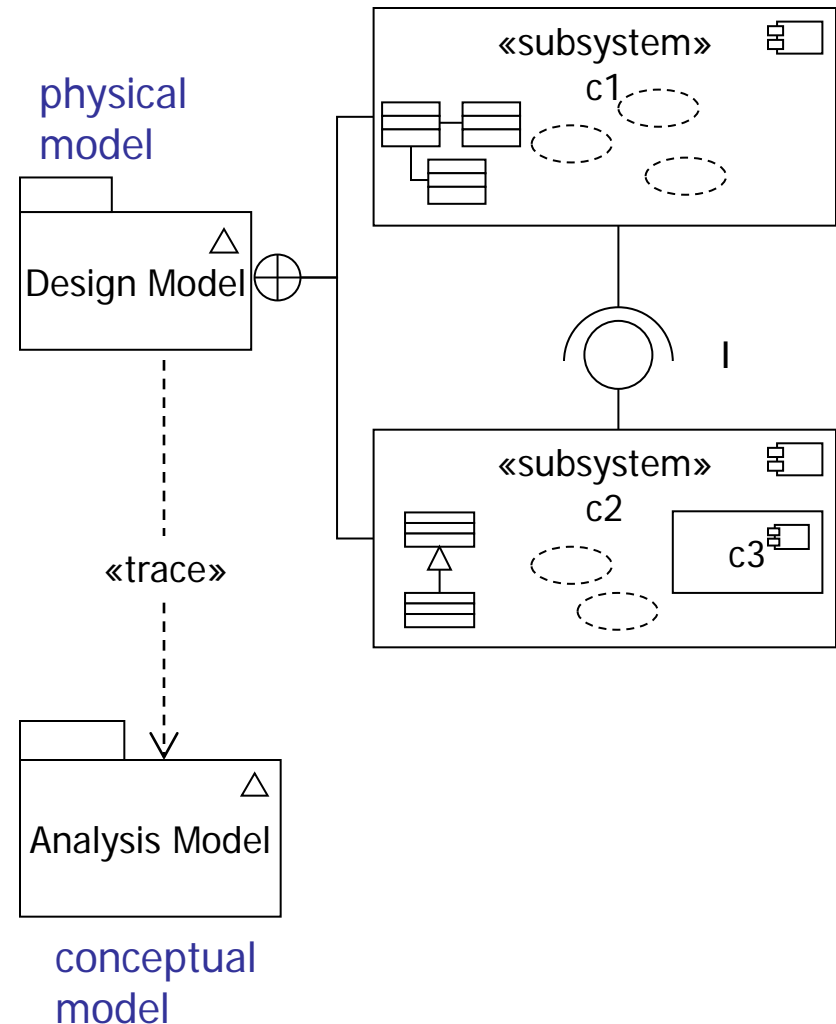 physical
model
Design Model
«subsystem»
c1
I
«subsystem»
c2
c3
«trace»
Analysis Model
conceptual
model